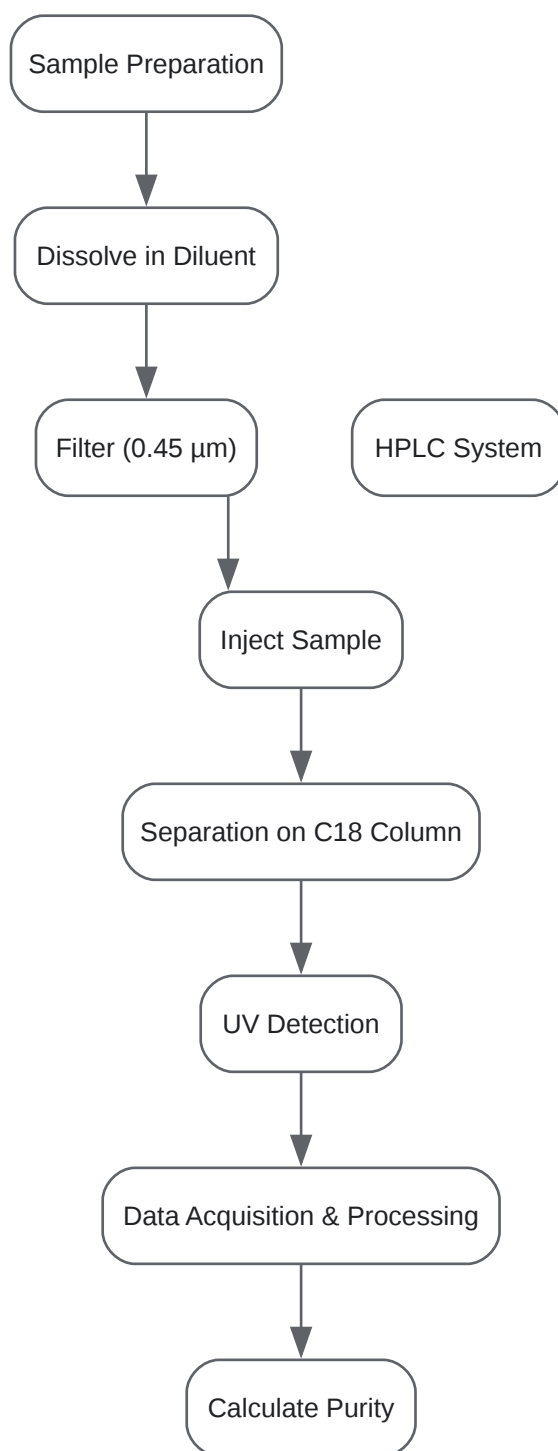 Sample Preparation
Dissolve in Diluent
Filter (0.45 µm)
HPLC System
Inject Sample
Separation on C18 Column
UV Detection
Data Acquisition & Processing
Calculate Purity